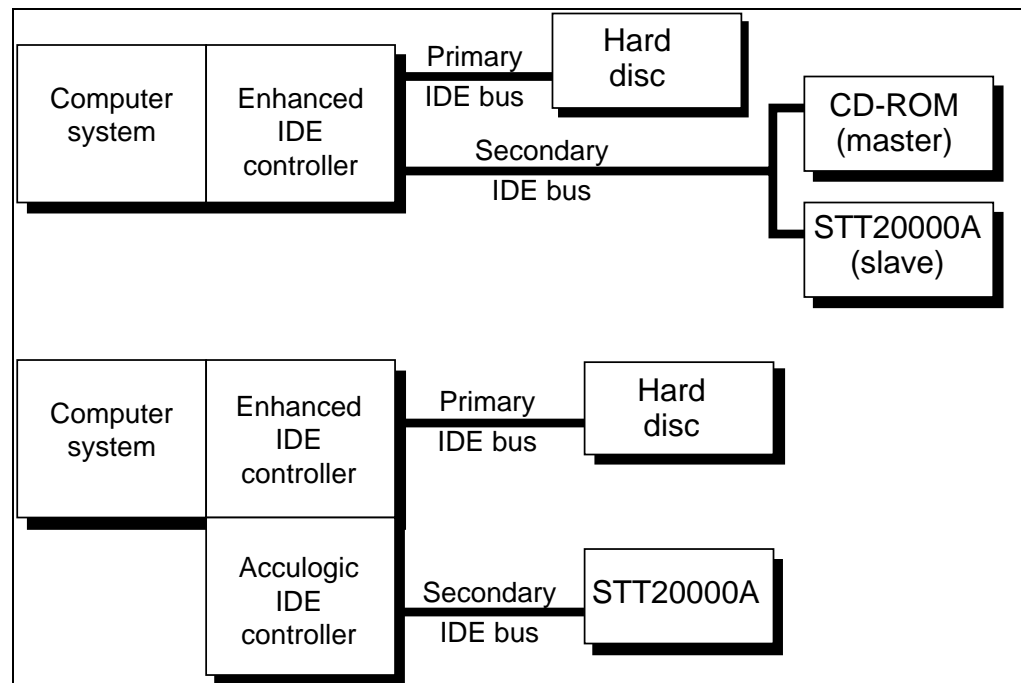 Computer
system
Enhanced
IDE
controller
Primary
IDE bus
Hard
disc
Secondary
IDE bus
CD-ROM
(master)
STT20000A
(slave)
Computer
system
Enhanced
IDE
controller
Primary
IDE bus
Hard
disc
Acculogic
IDE
controller
Secondary
IDE bus
STT20000A